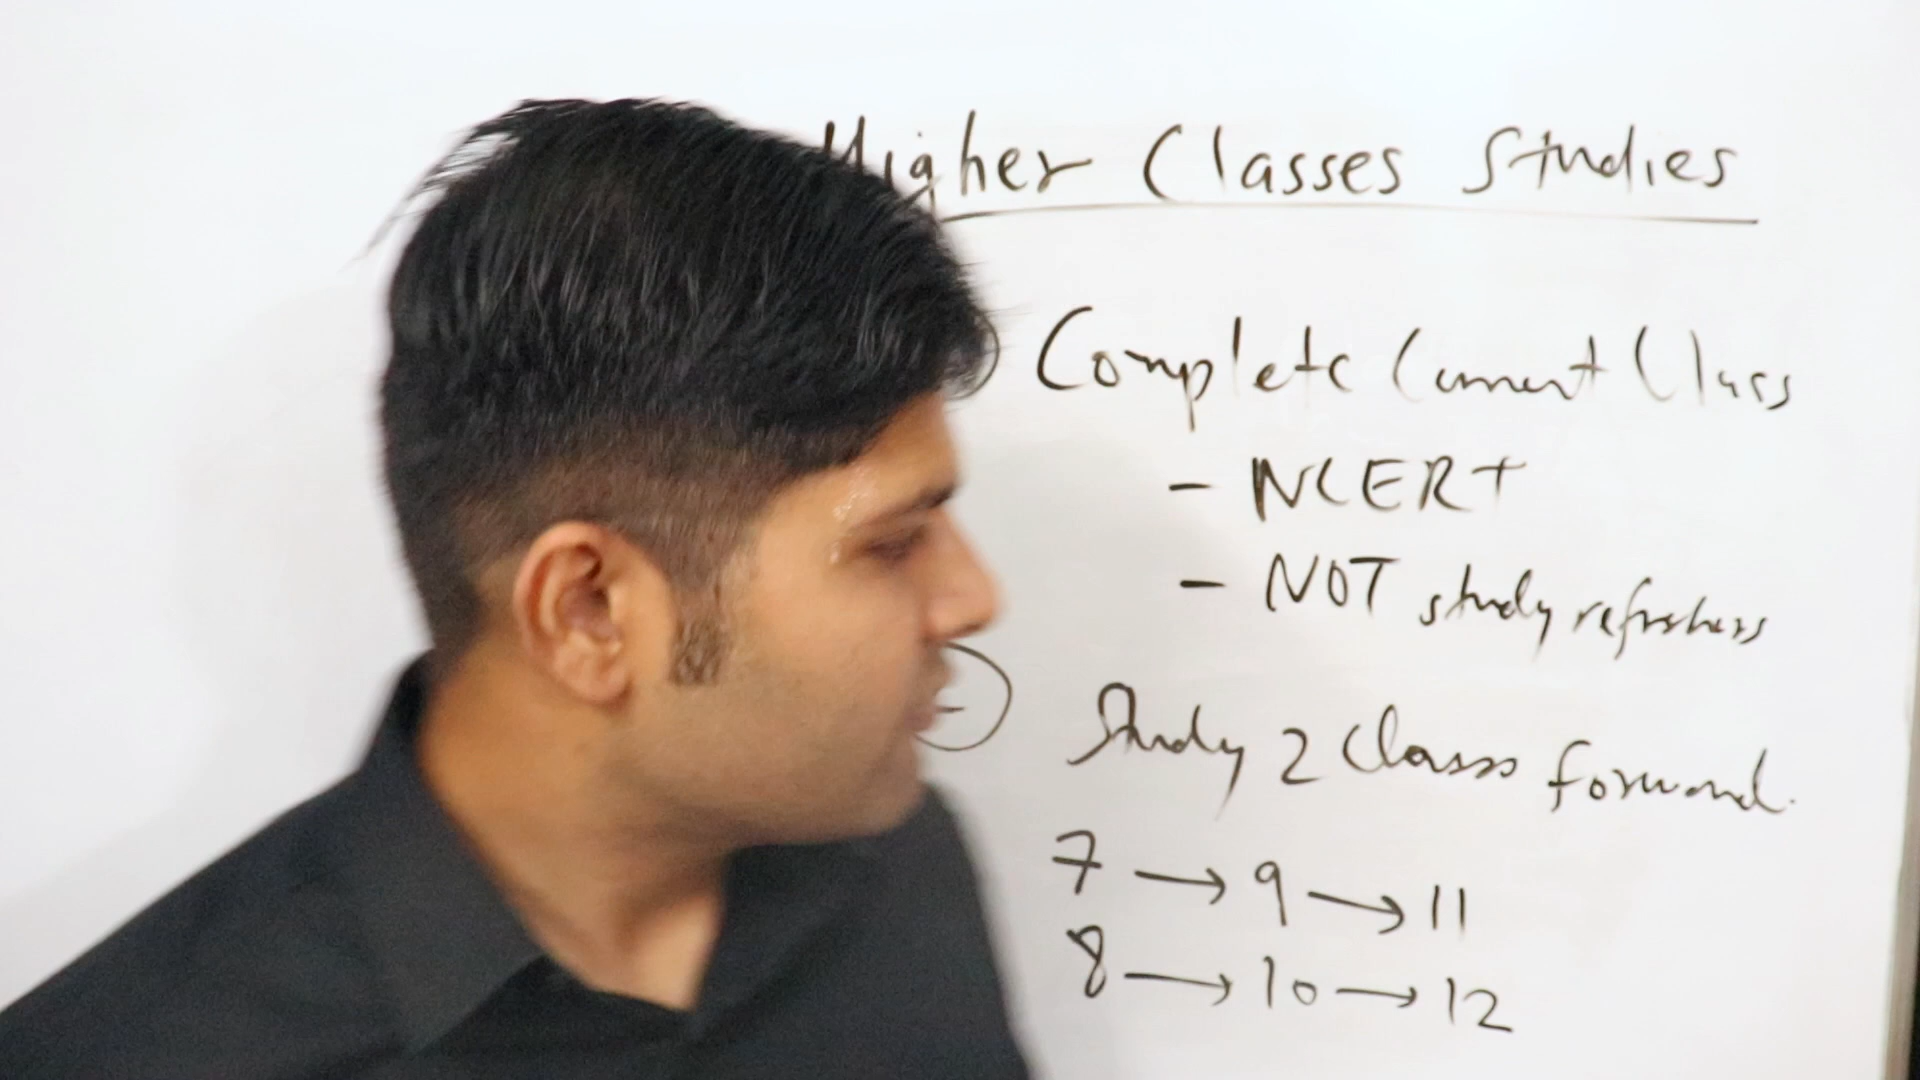 Higher Classes Studies
Complete Current Class
- NCERT
- NOT study refreshers
Study 2 Classes forward.
7 → 9 → 11
8 → 10 → 12